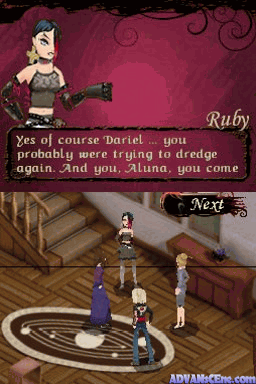 Ruby
Yes of course Dariel ... you
probably were trying to dredge
again. And you, Aluna, you come
Next
ADVANsCEne.com